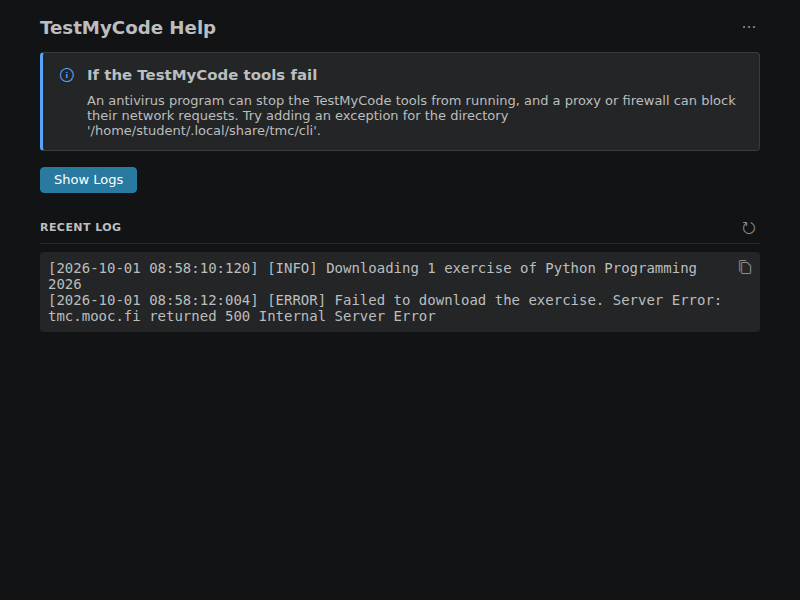 TestMyCode Help
If the TestMyCode tools fail
An antivirus program can stop the TestMyCode tools from running, and a proxy or firewall can block
their network requests. Try adding an exception for the directory
'/home/student/.local/share/tmc/cli'.
Show Logs
RECENT LOG
[2026-10-01 08:58:10:120] [INFO] Downloading 1 exercise of Python Programming
2026
[2026-10-01 08:58:12:004] [ERROR] Failed to download the exercise. Server Error:
tmc.mooc.fi returned 500 Internal Server Error